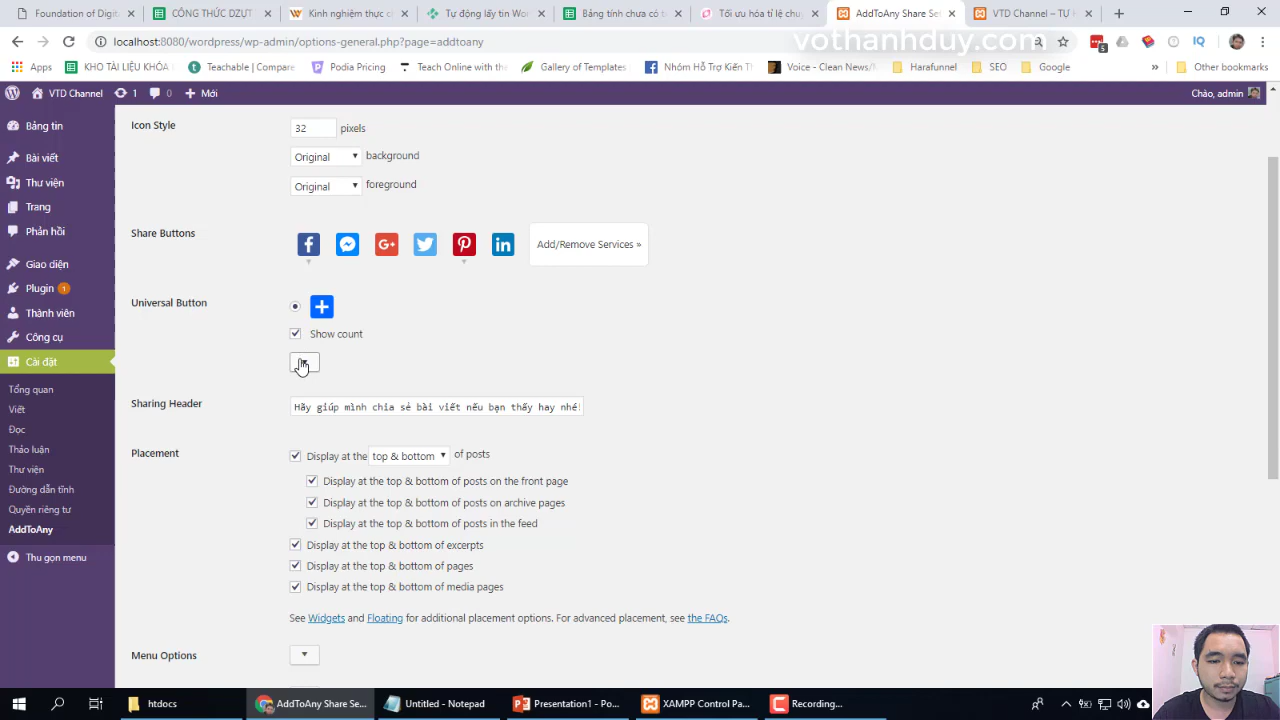 Foundation of Digita
CÔNG THỨC DZỰT
Kinh nghiệm thực c
Tự động lấy tin Wor
Bảng tính chưa có ti
Tối ưu hóa tỉ lệ chuy
AddToAny Share Set
VTD Channel – TỰ H
localhost:8080/wordpress/wp-admin/options-general.php?page=addtoany
vothanhduy.com
Apps
KHO TÀI LIỆU KHÓA
Teachable | Compare
Podia Pricing
Teach Online with the
Gallery of Templates
Nhóm Hỗ Trợ Kiến Th
Voice - Clean News/
Harafunnel
SEO
Google
»
Other bookmarks
VTD Channel
1
0
Mới
Chào, admin
Bảng tin
Bài viết
Thư viện
Trang
Phản hồi
Giao diện
Plugin 1
Thành viên
Công cụ
Cài đặt
Tổng quan
Viết
Đọc
Thảo luận
Thư viện
Đường dẫn tĩnh
Quyền riêng tư
AddToAny
Thu gọn menu
Icon Style
32 pixels
Original background
Original foreground
Share Buttons
Add/Remove Services »
Universal Button
Show count
Sharing Header
Hãy giúp mình chia sẻ bài viết nếu bạn thấy hay nhé!
Placement
Display at the top & bottom of posts
Display at the top & bottom of posts on the front page
Display at the top & bottom of posts on archive pages
Display at the top & bottom of posts in the feed
Display at the top & bottom of excerpts
Display at the top & bottom of pages
Display at the top & bottom of media pages
See Widgets and Floating for additional placement options. For advanced placement, see the FAQs.
Menu Options
htdocs
AddToAny Share Se...
Untitled - Notepad
Presentation1 - Po...
XAMPP Control Pa...
Recording...